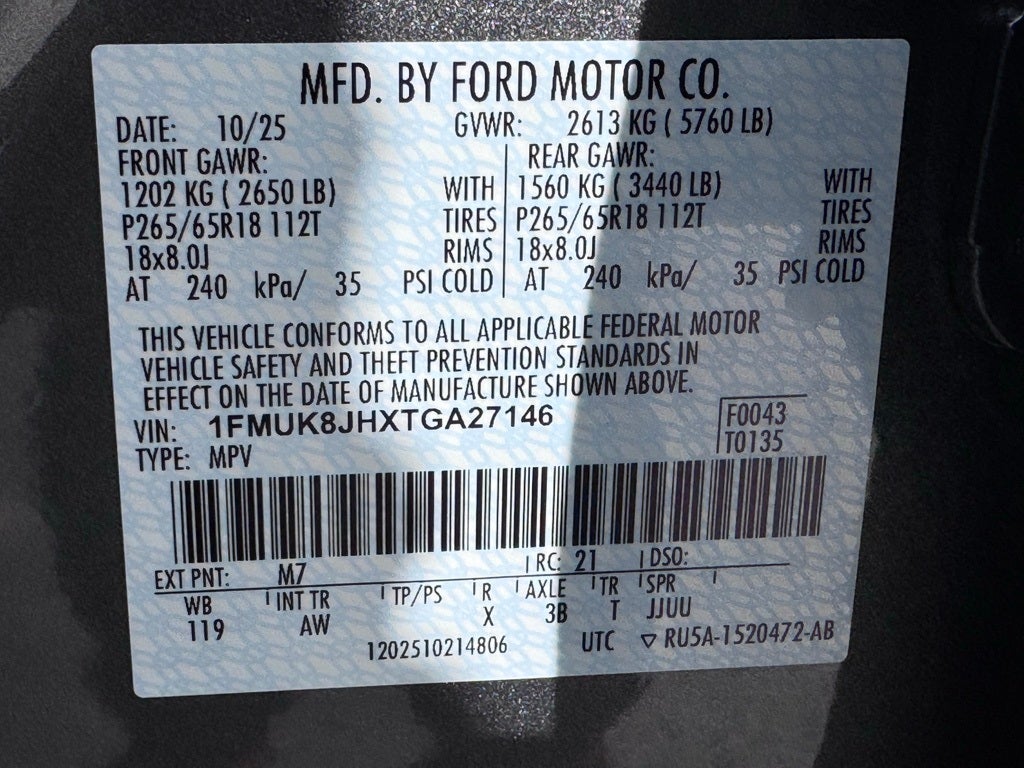 MFD. BY FORD MOTOR CO.
DATE: 10/25 GVWR: 2613 KG ( 5760 LB)
FRONT GAWR: REAR GAWR:
1202 KG ( 2650 LB) WITH 1560 KG ( 3440 LB) WITH
P265/65R18 112T TIRES P265/65R18 112T TIRES
18x8.0J RIMS 18x8.0J RIMS
AT 240 kPa/ 35 PSI COLD AT 240 kPa/ 35 PSI COLD
THIS VEHICLE CONFORMS TO ALL APPLICABLE FEDERAL MOTOR
VEHICLE SAFETY AND THEFT PREVENTION STANDARDS IN
EFFECT ON THE DATE OF MANUFACTURE SHOWN ABOVE.
VIN: 1FMUK8JHXTGA27146 F0043
TYPE: MPV T0135
EXT PNT: M7 RC: 21 DSO:
WB INT TR TP/PS R AXLE TR SPR
119 AW X 3B T JJUU
1202510214806 UTC ▽ RU5A-1520472-AB